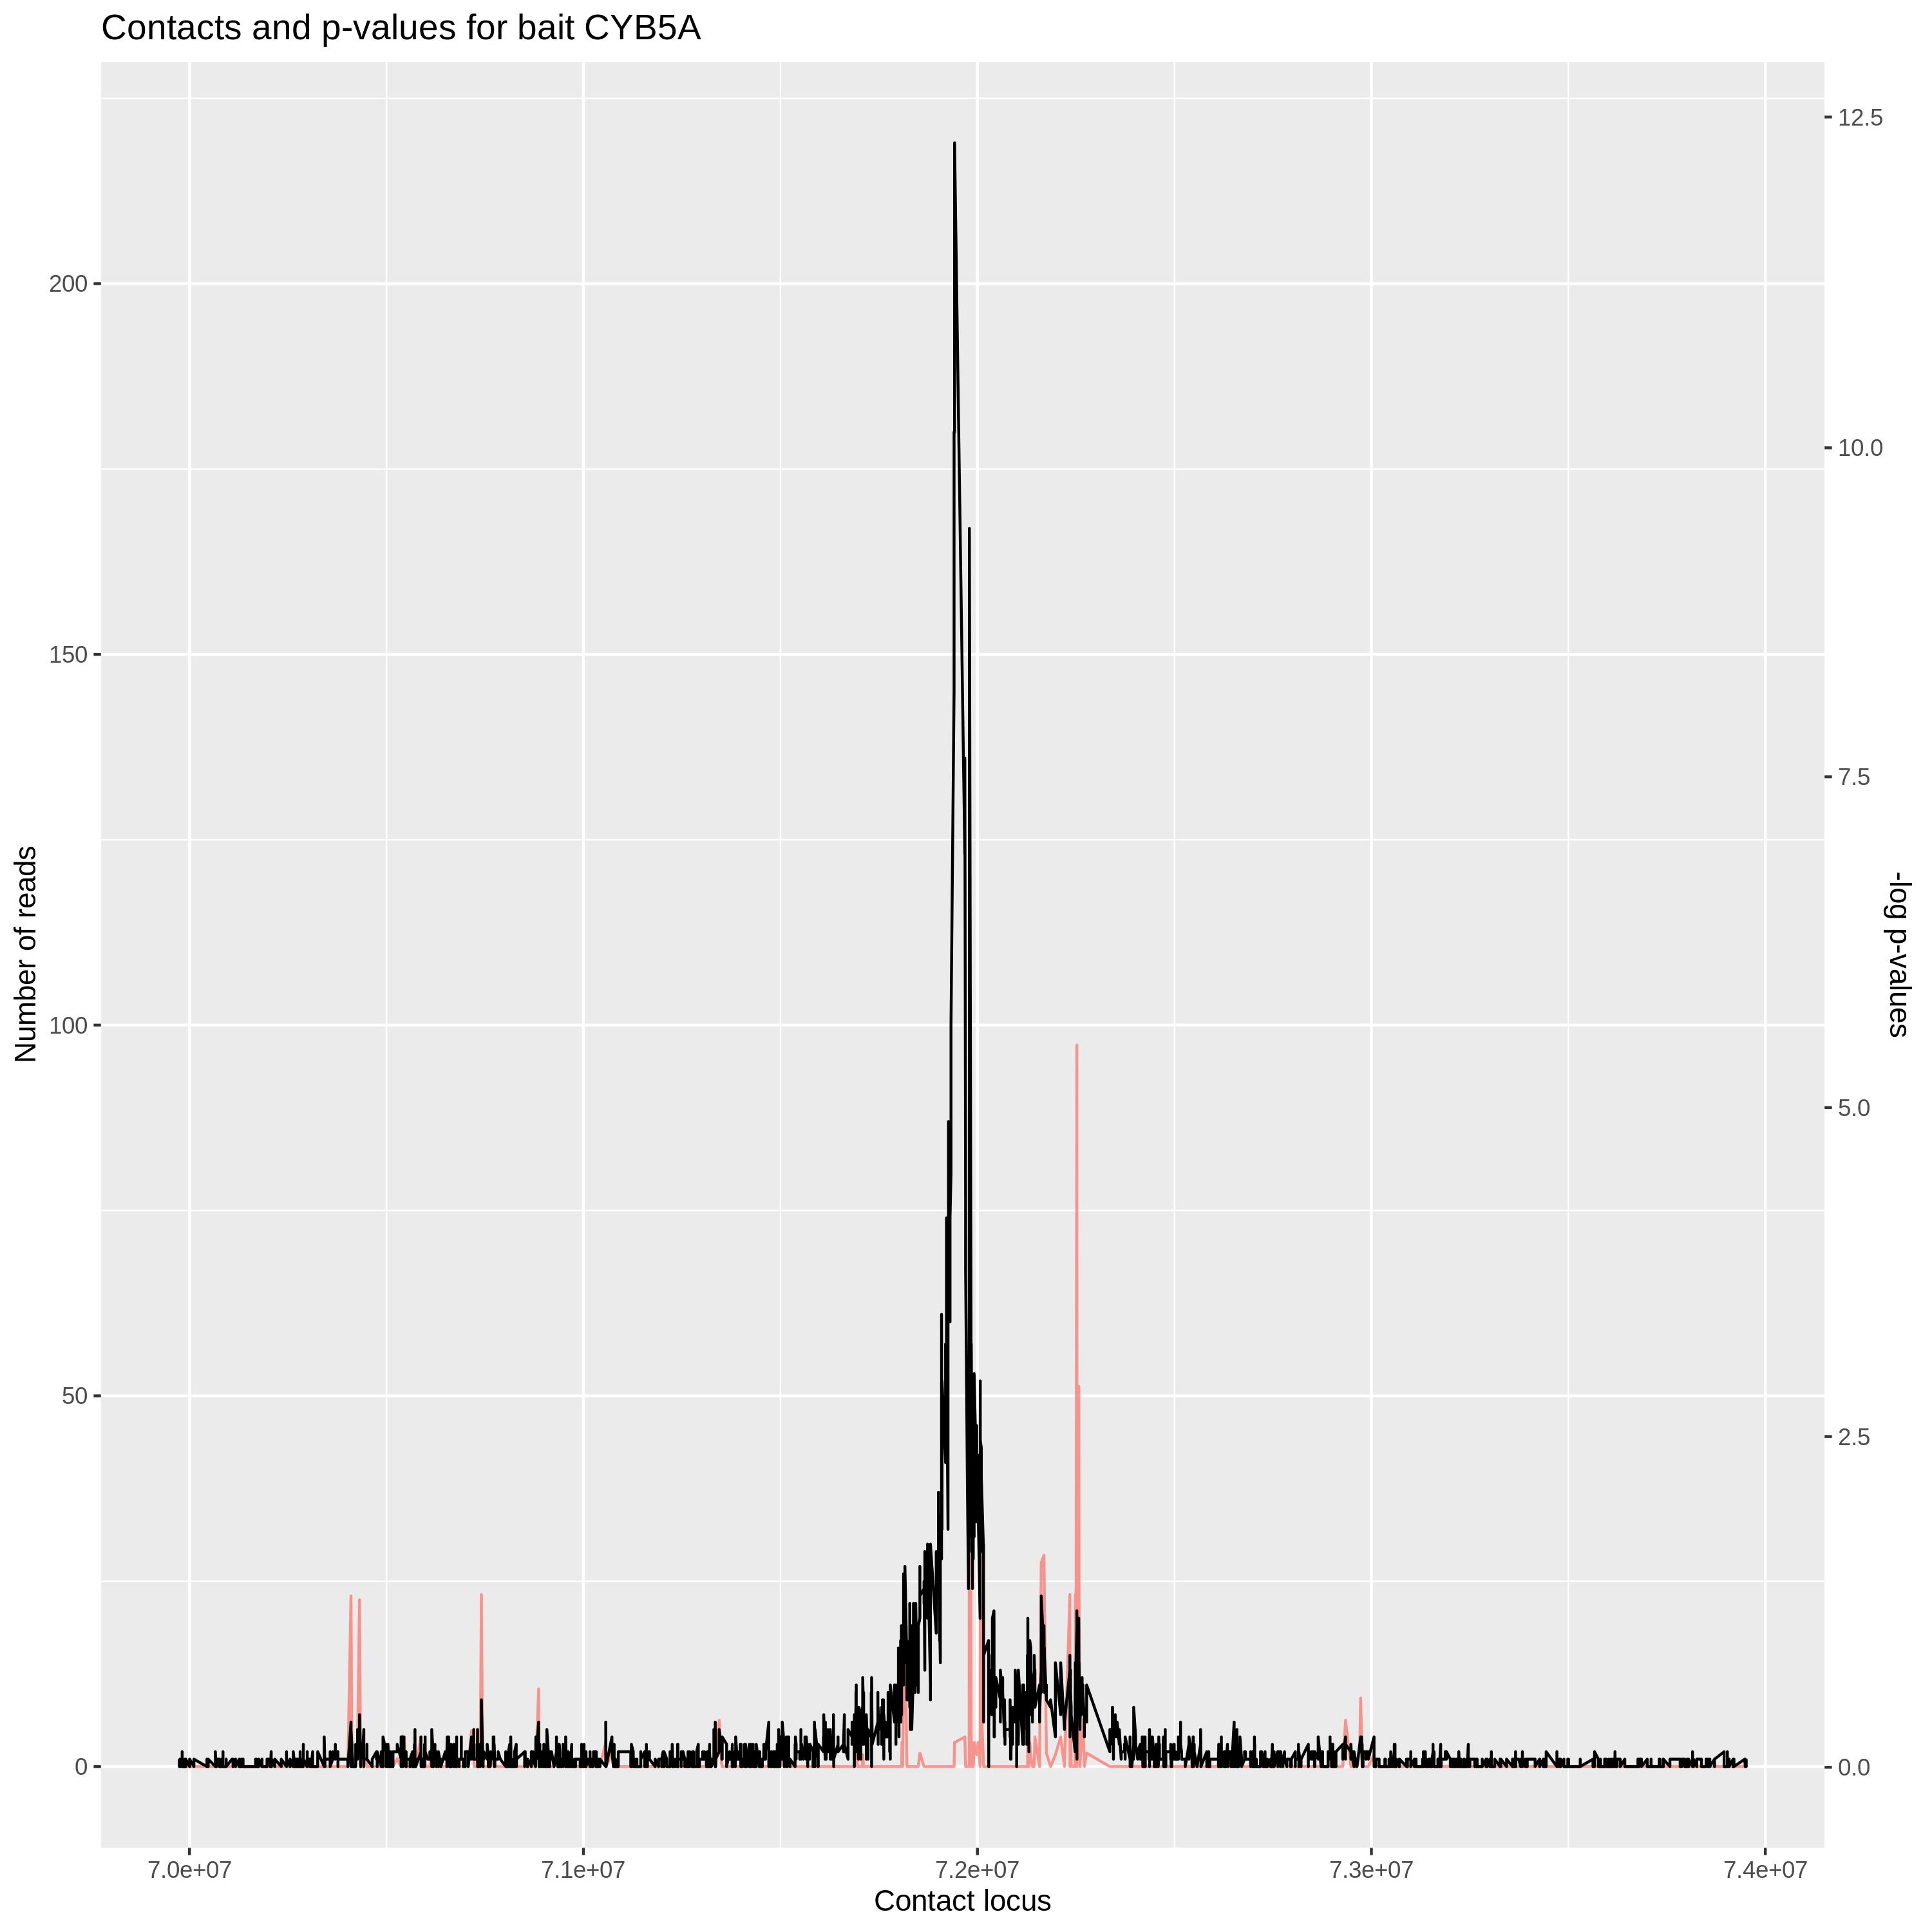 Contacts and p-values for bait CYB5A
Number of reads
200
150
100
50
0
12.5
10.0
7.5
5.0
2.5
0.0
-log p-values
7.0e+07
7.1e+07
7.2e+07
7.3e+07
7.4e+07
Contact locus